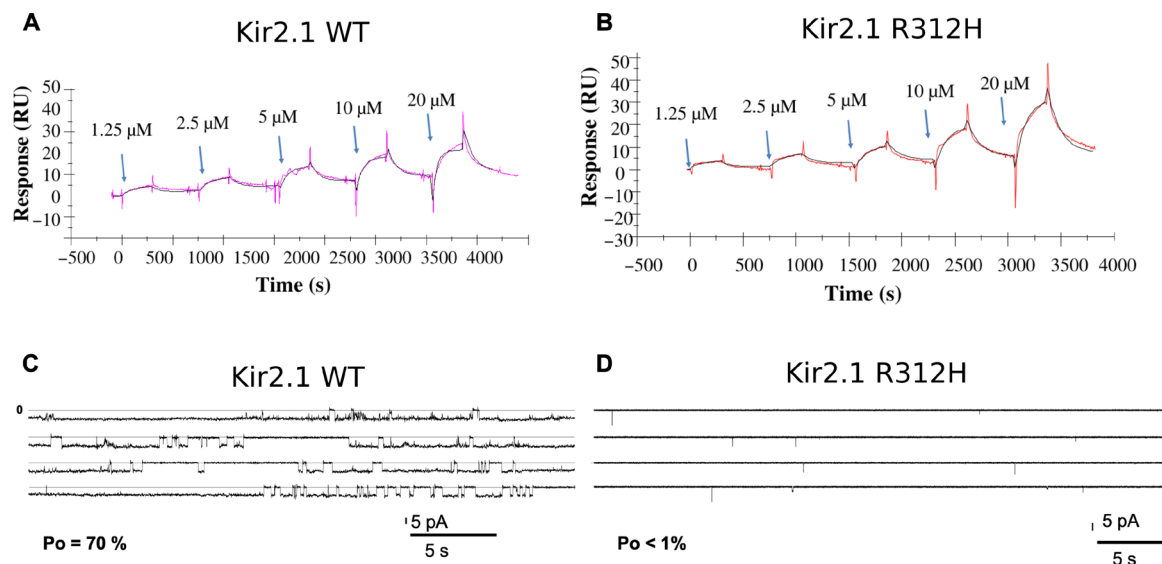 A
Kir2.1 WT
Response (RU)
50
40
30
20
10
0
−10
1.25 μM
2.5 μM
5 μM
10 μM
20 μM
−500
0
500
1000
1500
2000
2500
3000
3500
4000
Time (s)
B
Kir2.1 R312H
Response (RU)
50
40
30
20
10
0
−10
−20
−30
1.25 μM
2.5 μM
5 μM
10 μM
20 μM
−500
0
500
1000
1500
2000
2500
3000
3500
4000
Time (s)
C
Kir2.1 WT
0
5 pA
5 s
Po = 70 %
D
Kir2.1 R312H
5 pA
5 s
Po < 1%